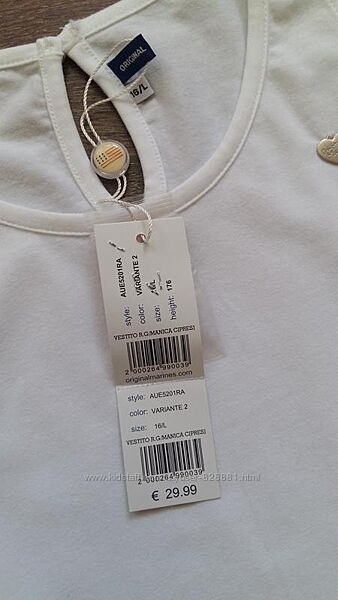 ORIGINAL
16/L
style: AUE5201RA
color: VARIANTE 2
size:
height: 176
VESTITO R.G/MANICA CIPRESI
2 000264 990039
originalmarines.com
style: AUE5201RA
color: VARIANTE 2
size: 16/L
VESTITO R.G/MANICA CIPRESI
2 000264 990039
€ 29.99